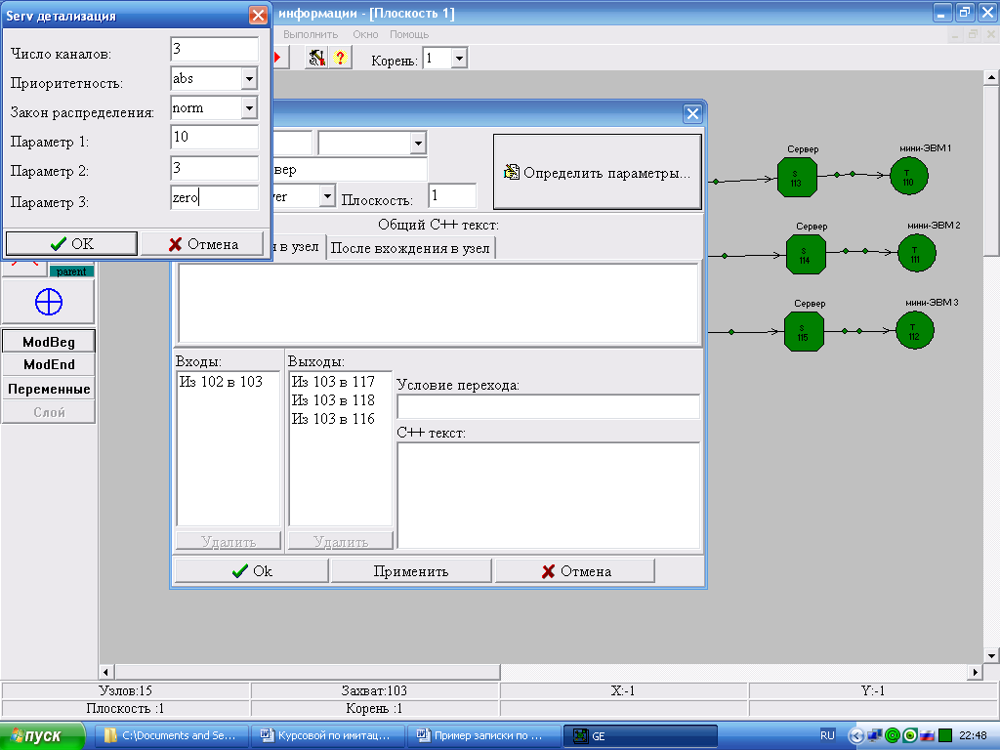 Serv детализация
информации - [Плоскость 1]
Выполнить Окно Помощь
Корень: 1
Число каналов: 3
Приоритетность: abs
Закон распределения: norm
Параметр 1: 10
Параметр 2: 3
Параметр 3: zero
OK Отмена
Определить параметры...
вер
ver Плоскость: 1
Общий C++ текст:
я в узел После вхождения в узел
parent
ModBeg
ModEnd
Переменные
Слой
Входы:
Из 102 в 103
Удалить
Выходы:
Из 103 в 117
Из 103 в 118
Из 103 в 116
Удалить
Условие перехода:
C++ текст:
Ok Применить Отмена
Сервер мини-ЭВМ 1
S 113 T 110
Сервер мини-ЭВМ 2
S 114 T 111
Сервер мини-ЭВМ 3
S 115 T 112
Узлов:15 Захват:103 X:-1 Y:-1
Плоскость :1 Корень :1
пуск C:\Documents and Se... Курсовой по имитац... Пример записки по ... GE RU 22:48